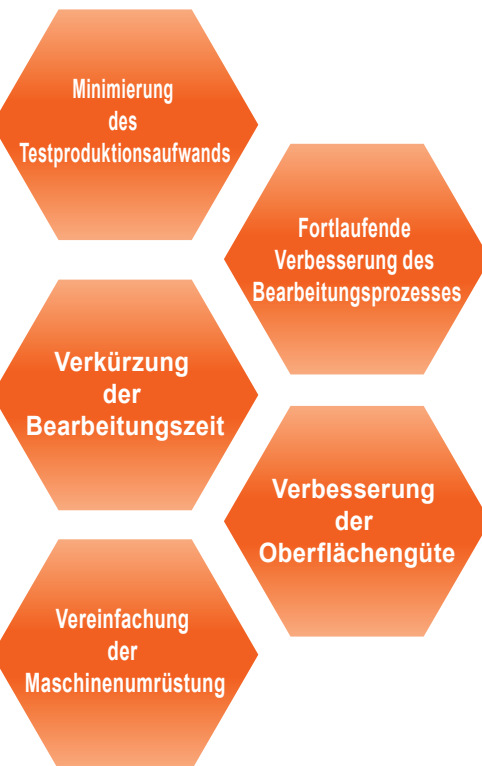 Minimierung
des
Testproduktionsaufwands
Fortlaufende
Verbesserung des
Bearbeitungsprozesses
Verkürzung
der
Bearbeitungszeit
Verbesserung
der
Oberflächengüte
Vereinfachung
der
Maschinenumrüstung